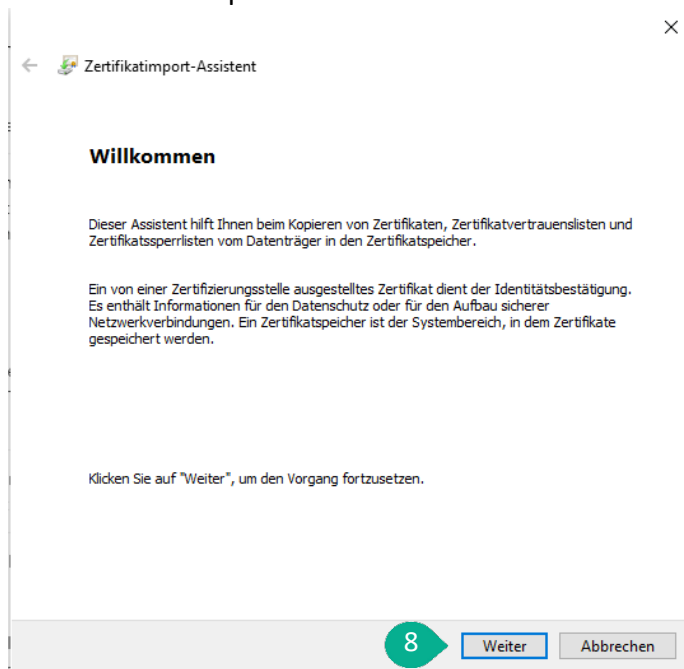 Zertifikatimport-Assistent
Willkommen
Dieser Assistent hilft Ihnen beim Kopieren von Zertifikaten, Zertifikatvertrauenslisten und
Zertifikatssperrlisten vom Datenträger in den Zertifikatspeicher.
Ein von einer Zertifizierungsstelle ausgestelltes Zertifikat dient der Identitätsbestätigung.
Es enthält Informationen für den Datenschutz oder für den Aufbau sicherer
Netzwerkverbindungen. Ein Zertifikatspeicher ist der Systembereich, in dem Zertifikate
gespeichert werden.
Klicken Sie auf "Weiter", um den Vorgang fortzusetzen.
8 Weiter Abbrechen